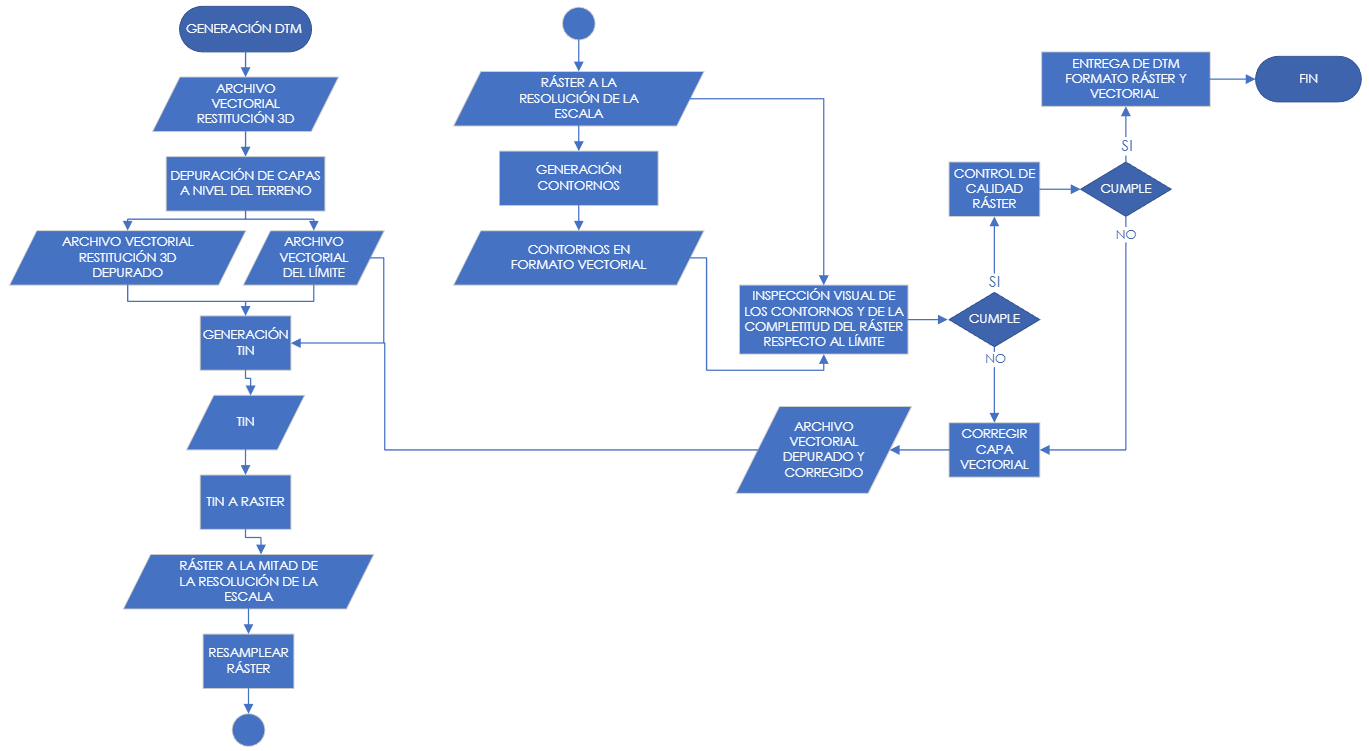 GENERACIÓN DTM
ARCHIVO
VECTORIAL
RESTITUCIÓN 3D
DEPURACIÓN DE CAPAS
A NIVEL DEL TERRENO
ARCHIVO VECTORIAL
RESTITUCIÓN 3D
DEPURADO
ARCHIVO
VECTORIAL
DEL LÍMITE
GENERACIÓN
TIN
TIN
TIN A RASTER
RÁSTER A LA MITAD DE
LA RESOLUCIÓN DE LA
ESCALA
RESAMPLEAR
RÁSTER
RÁSTER A LA
RESOLUCIÓN DE LA
ESCALA
GENERACIÓN
CONTORNOS
CONTORNOS EN
FORMATO VECTORIAL
INSPECCIÓN VISUAL DE
LOS CONTORNOS Y DE LA
COMPLETITUD DEL RÁSTER
RESPECTO AL LÍMITE
CUMPLE
SI
NO
CONTROL DE
CALIDAD
RÁSTER
CUMPLE
SI
NO
ENTREGA DE DTM
FORMATO RÁSTER Y
VECTORIAL
FIN
CORREGIR
CAPA
VECTORIAL
ARCHIVO
VECTORIAL
DEPURADO Y
CORREGIDO